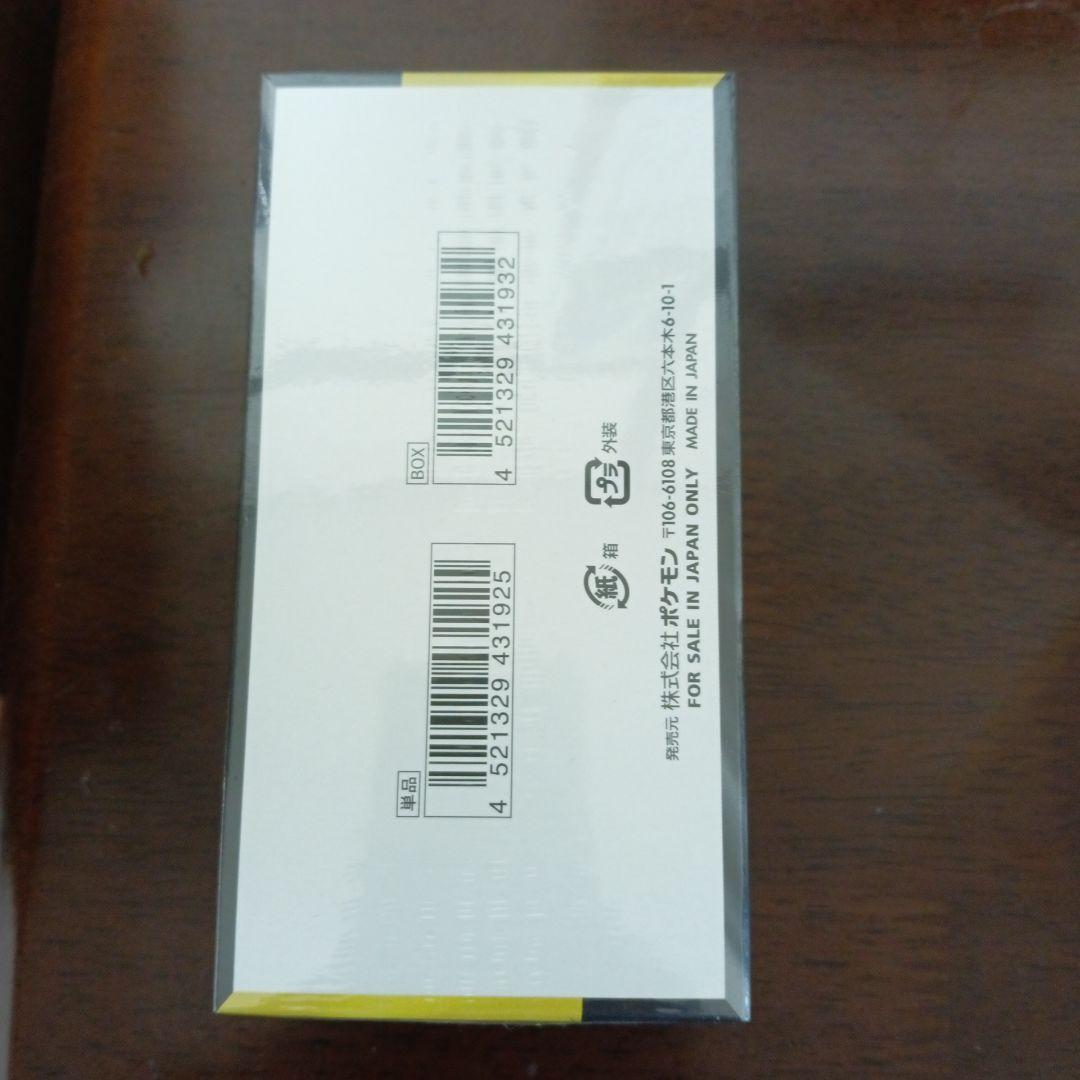 単品
4 521329 431925
BOX
4 521329 431932
紙 箱
プラ 外装
発売元 株式会社 ポケモン 〒106-6108 東京都港区六本木6-10-1
FOR SALE IN JAPAN ONLY MADE IN JAPAN